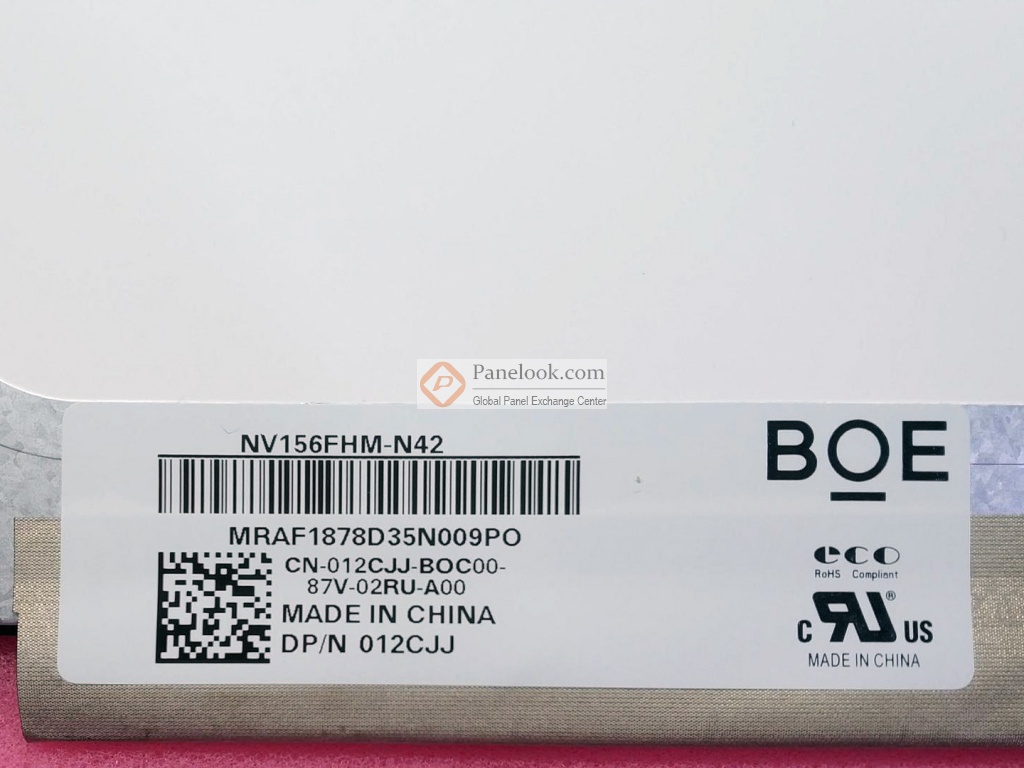 Panelook.com
Global Panel Exchange Center
NV156FHM-N42
BOE
MRAF1878D35N009PO
CN-012CJJ-BOC00-
87V-02RU-A00
MADE IN CHINA
DP/N 012CJJ
eco
RoHS Compliant
C RU ® US
MADE IN CHINA